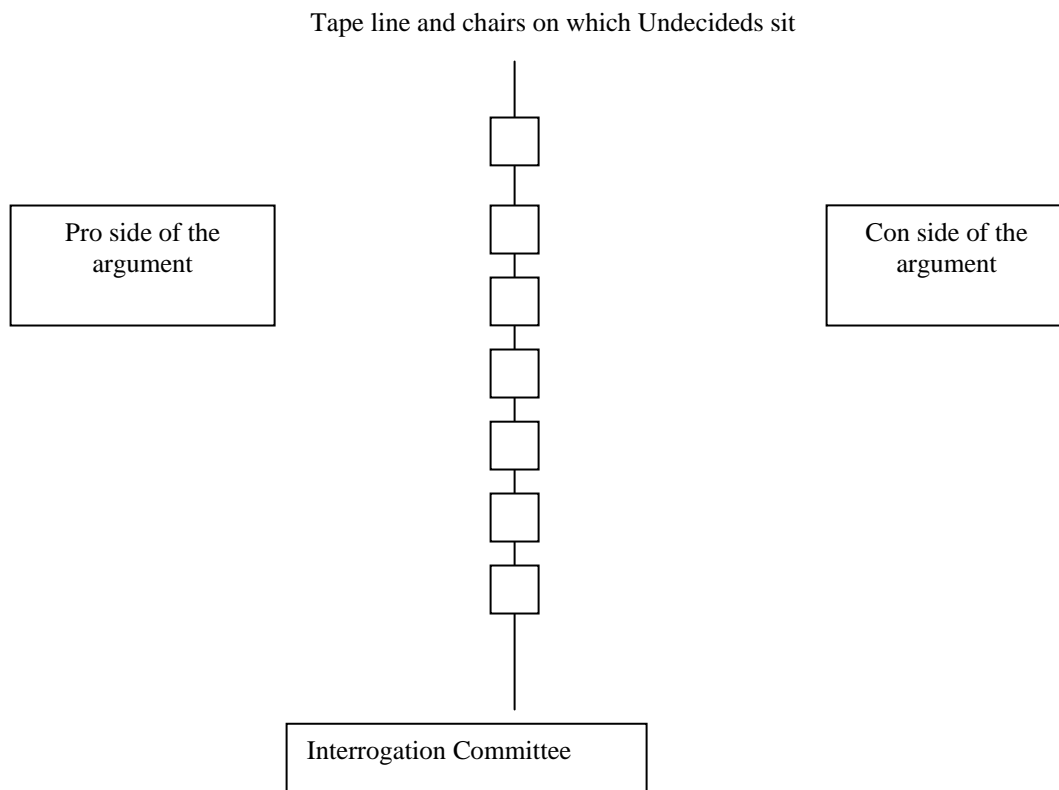 Tape line and chairs on which Undecideds sit
Pro side of the
argument
Con side of the
argument
Interrogation Committee